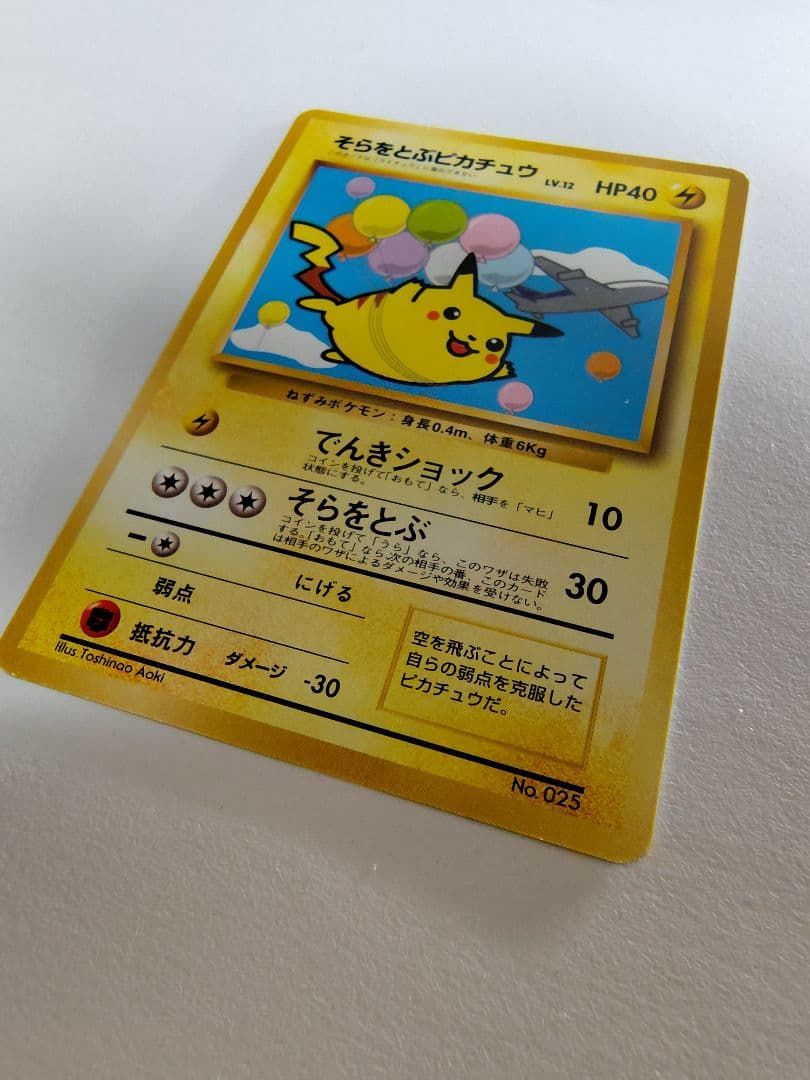 そらをとぶピカチュウ LV.12 HP40
ねずみポケモン：身長0.4m、体重6Kg
でんきショック 10
コインを投げて「おもて」なら、相手を「マヒ」
状態にする。
そらをとぶ 30
コインを投げて「うら」なら、このワザは失敗
する。「おもて」なら、次の相手の番、このカード
は相手のワザによるダメージや効果を受けない。
弱点 にげる
抵抗力 ダメージ -30
Illus. Toshinao Aoki
空を飛ぶことによって
自らの弱点を克服した
ピカチュウだ。
No. 025